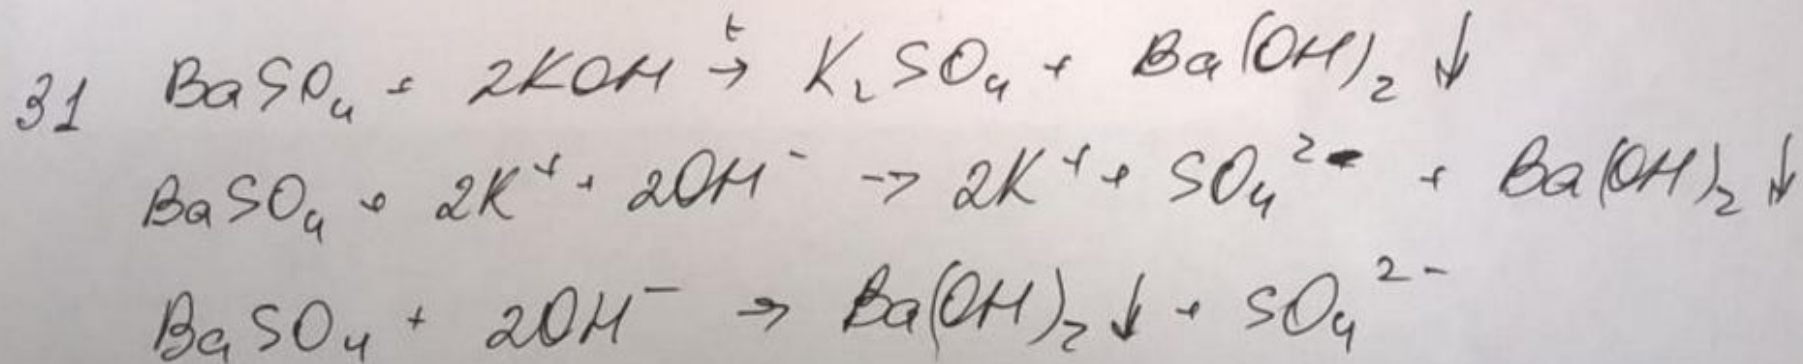 31 BaSO₄ + 2KOH →ᵗ K₂SO₄ + Ba(OH)₂ ↓
BaSO₄ + 2K⁺ + 2OH⁻ → 2K⁺ + SO₄²⁻ + Ba(OH)₂ ↓
BaSO₄ + 2OH⁻ → Ba(OH)₂ ↓ + SO₄²⁻